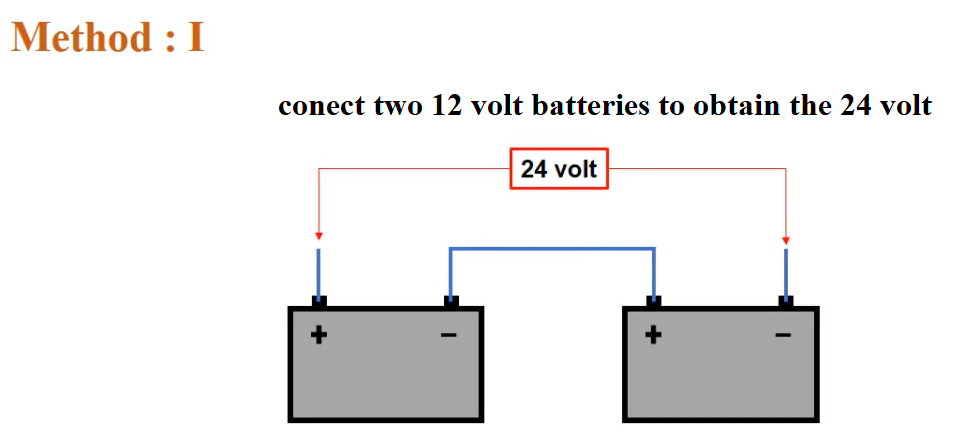 Method : I
conect two 12 volt batteries to obtain the 24 volt
24 volt
+ − + −